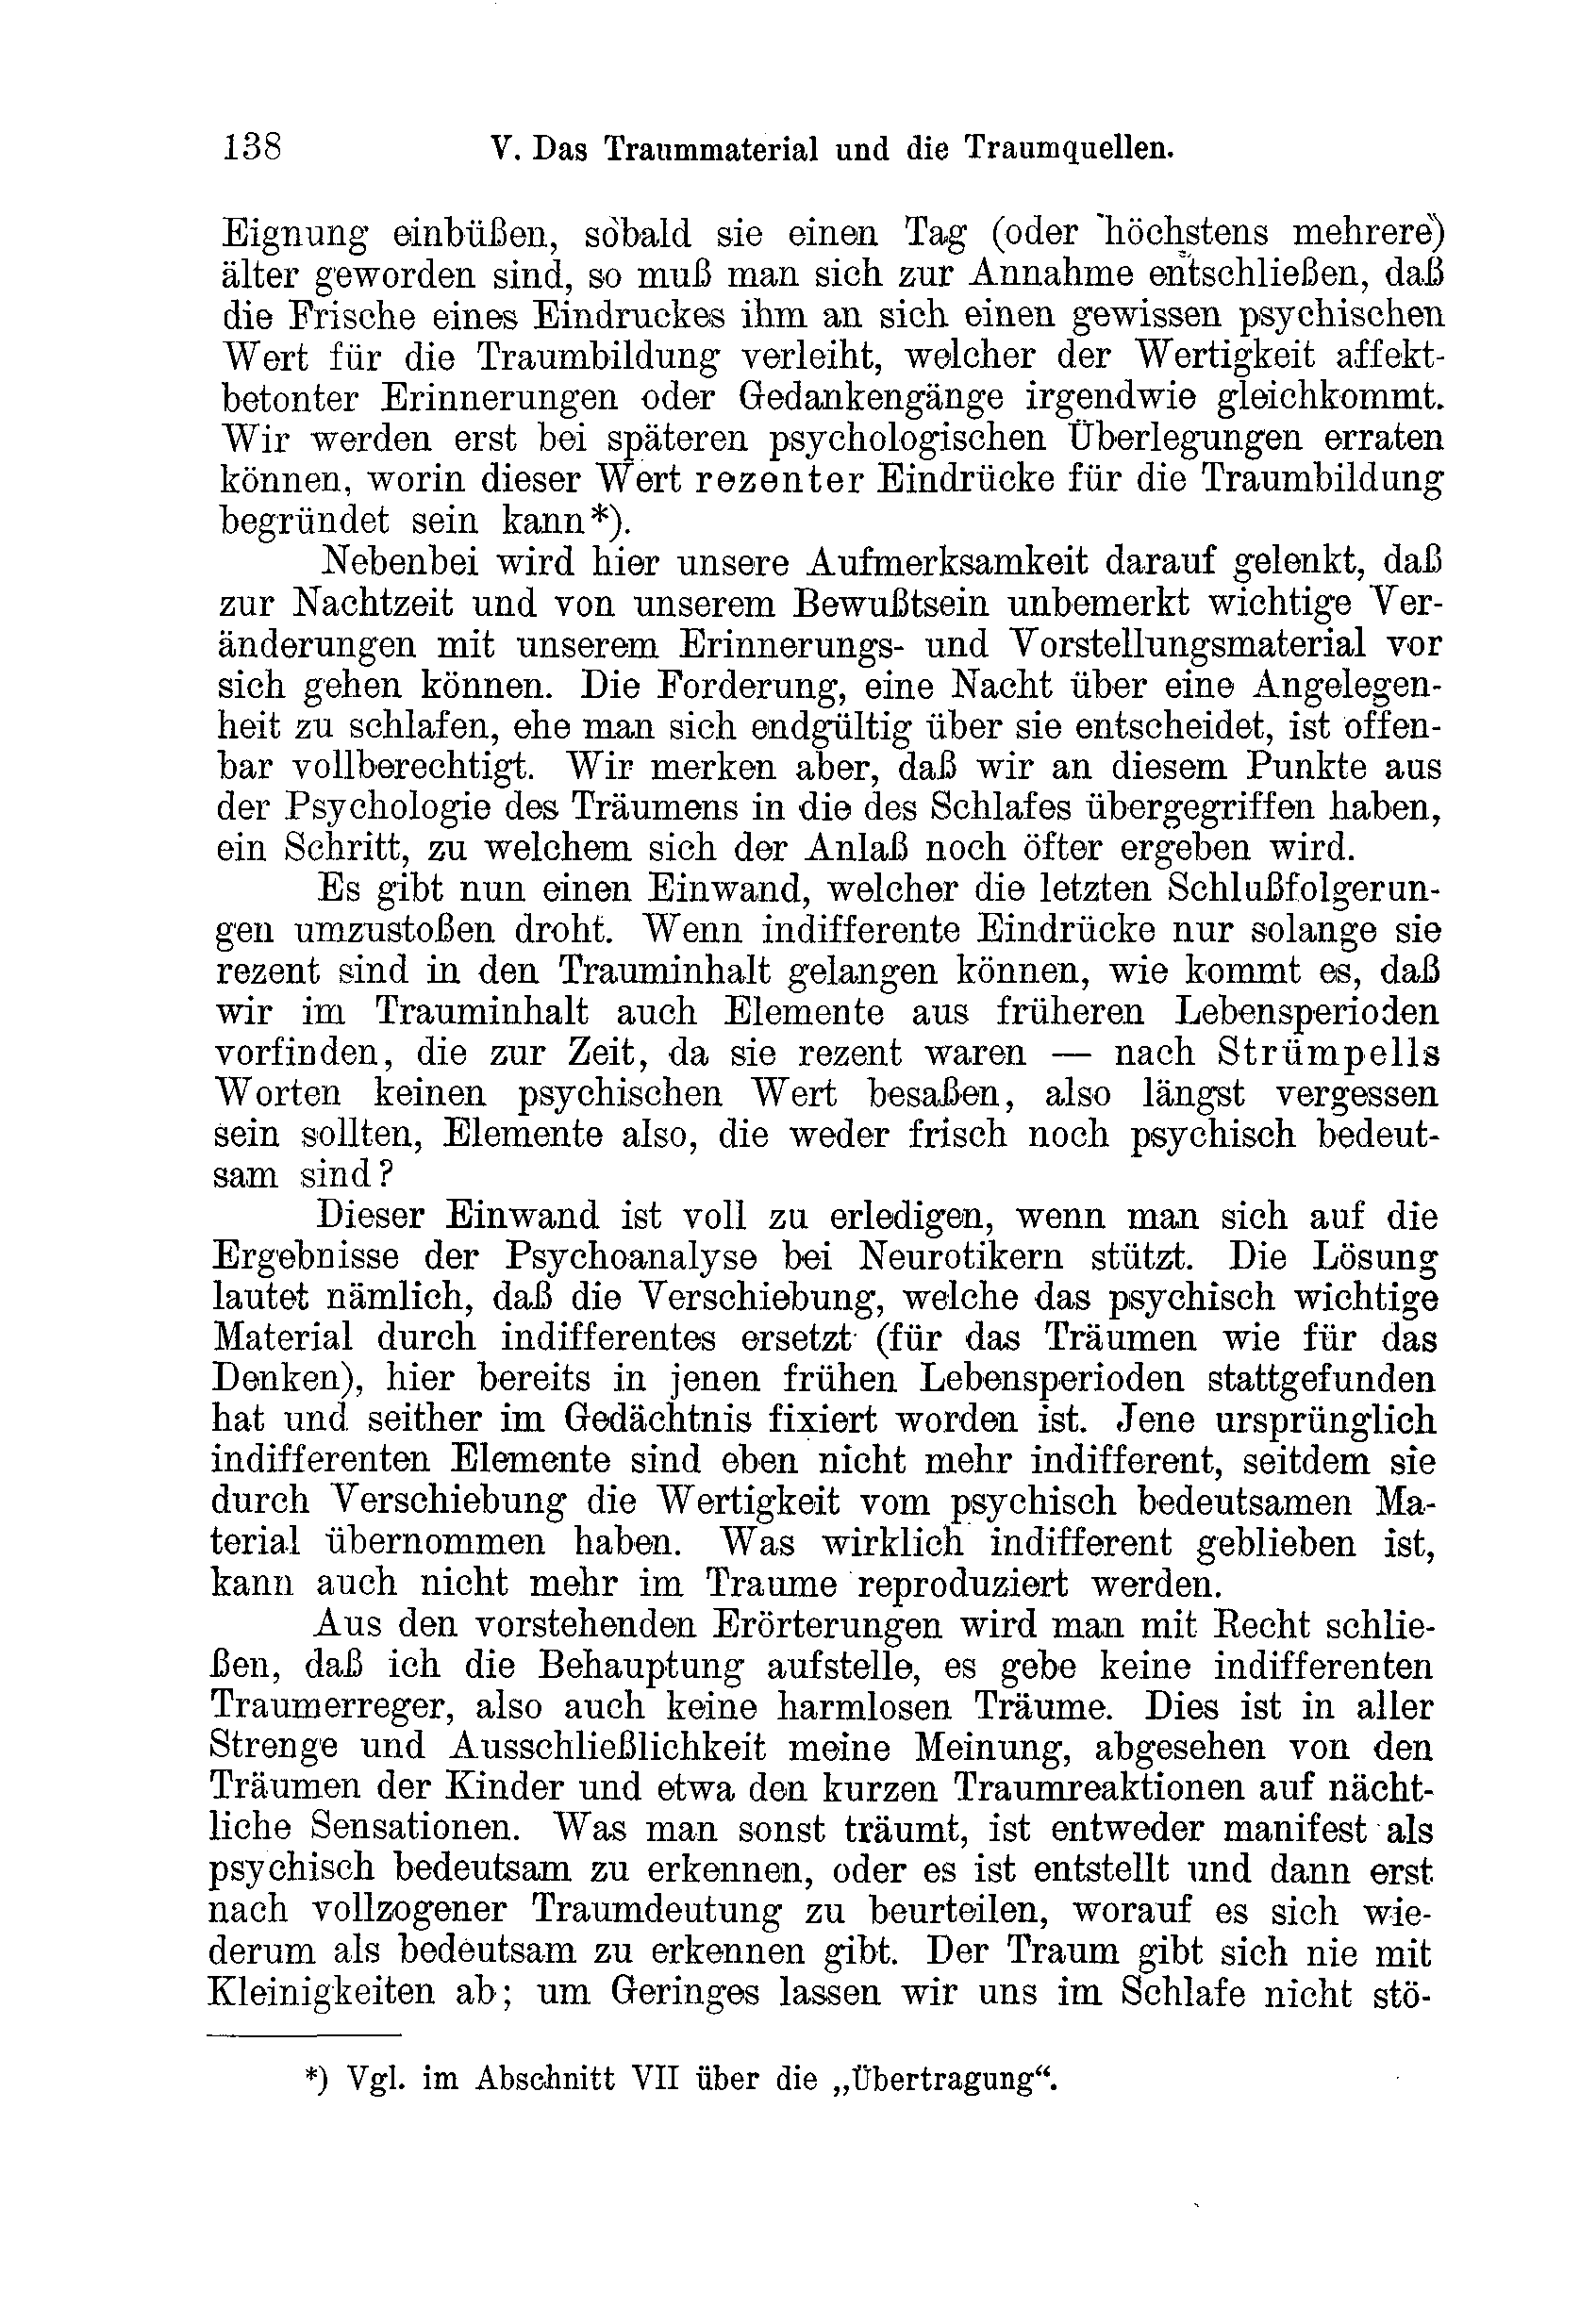 138 V. Das Traummaterial und die Traumquellen.
Eignung einbüßen, sobald sie einen Tag (oder höchstens mehrere)
älter geworden sind, so muß man sich zur Annahme entschließen, daß
die Frische eines Eindruckes ihm an sich einen gewissen psychischen
Wert für die Traumbildung verleiht, welcher der Wertigkeit affekt-
betonter Erinnerungen oder Gedankengänge irgendwie gleichkommt.
Wir werden erst bei späteren psychologischen Überlegungen erraten
können, worin dieser Wert rezenter Eindrücke für die Traumbildung
begründet sein kann*).
Nebenbei wird hier unsere Aufmerksamkeit darauf gelenkt, daß
zur Nachtzeit und von unserem Bewußtsein unbemerkt wichtige Ver-
änderungen mit unserem Erinnerungs- und Vorstellungsmaterial vor
sich gehen können. Die Forderung, eine Nacht über eine Angelegen-
heit zu schlafen, ehe man sich endgültig über sie entscheidet, ist offen-
bar vollberechtigt. Wir merken aber, daß wir an diesem Punkte aus
der Psychologie des Träumens in die des Schlafes übergegriffen haben,
ein Schritt, zu welchem sich der Anlaß noch öfter ergeben wird.
Es gibt nun einen Einwand, welcher die letzten Schlußfolgerun-
gen umzustoßen droht. Wenn indifferente Eindrücke nur solange sie
rezent sind in den Trauminhalt gelangen können, wie kommt es, daß
wir im Trauminhalt auch Elemente aus früheren Lebensperioden
vorfinden, die zur Zeit, da sie rezent waren — nach Strümpells
Worten keinen psychischen Wert besaßen, also längst vergessen
sein sollten, Elemente also, die weder frisch noch psychisch bedeut-
sam sind?
Dieser Einwand ist voll zu erledigen, wenn man sich auf die
Ergebnisse der Psychoanalyse bei Neurotikern stützt. Die Lösung
lautet nämlich, daß die Verschiebung, welche das psychisch wichtige
Material durch indifferentes ersetzt (für das Träumen wie für das
Denken), hier bereits in jenen frühen Lebensperioden stattgefunden
hat und seither im Gedächtnis fixiert worden ist. Jene ursprünglich
indifferenten Elemente sind eben nicht mehr indifferent, seitdem sie
durch Verschiebung die Wertigkeit vom psychisch bedeutsamen Ma-
terial übernommen haben. Was wirklich indifferent geblieben ist,
kann auch nicht mehr im Traume reproduziert werden.
Aus den vorstehenden Erörterungen wird man mit Recht schlie-
ßen, daß ich die Behauptung aufstelle, es gebe keine indifferenten
Traumerreger, also auch keine harmlosen Träume. Dies ist in aller
Strenge und Ausschließlichkeit meine Meinung, abgesehen von den
Träumen der Kinder und etwa den kurzen Traumreaktionen auf nächt-
liche Sensationen. Was man sonst träumt, ist entweder manifest als
psychisch bedeutsam zu erkennen, oder es ist entstellt und dann erst
nach vollzogener Traumdeutung zu beurteilen, worauf es sich wie-
derum als bedeutsam zu erkennen gibt. Der Traum gibt sich nie mit
Kleinigkeiten ab; um Geringes lassen wir uns im Schlafe nicht stö-
*) Vgl. im Abschnitt VII über die „Übertragung“.